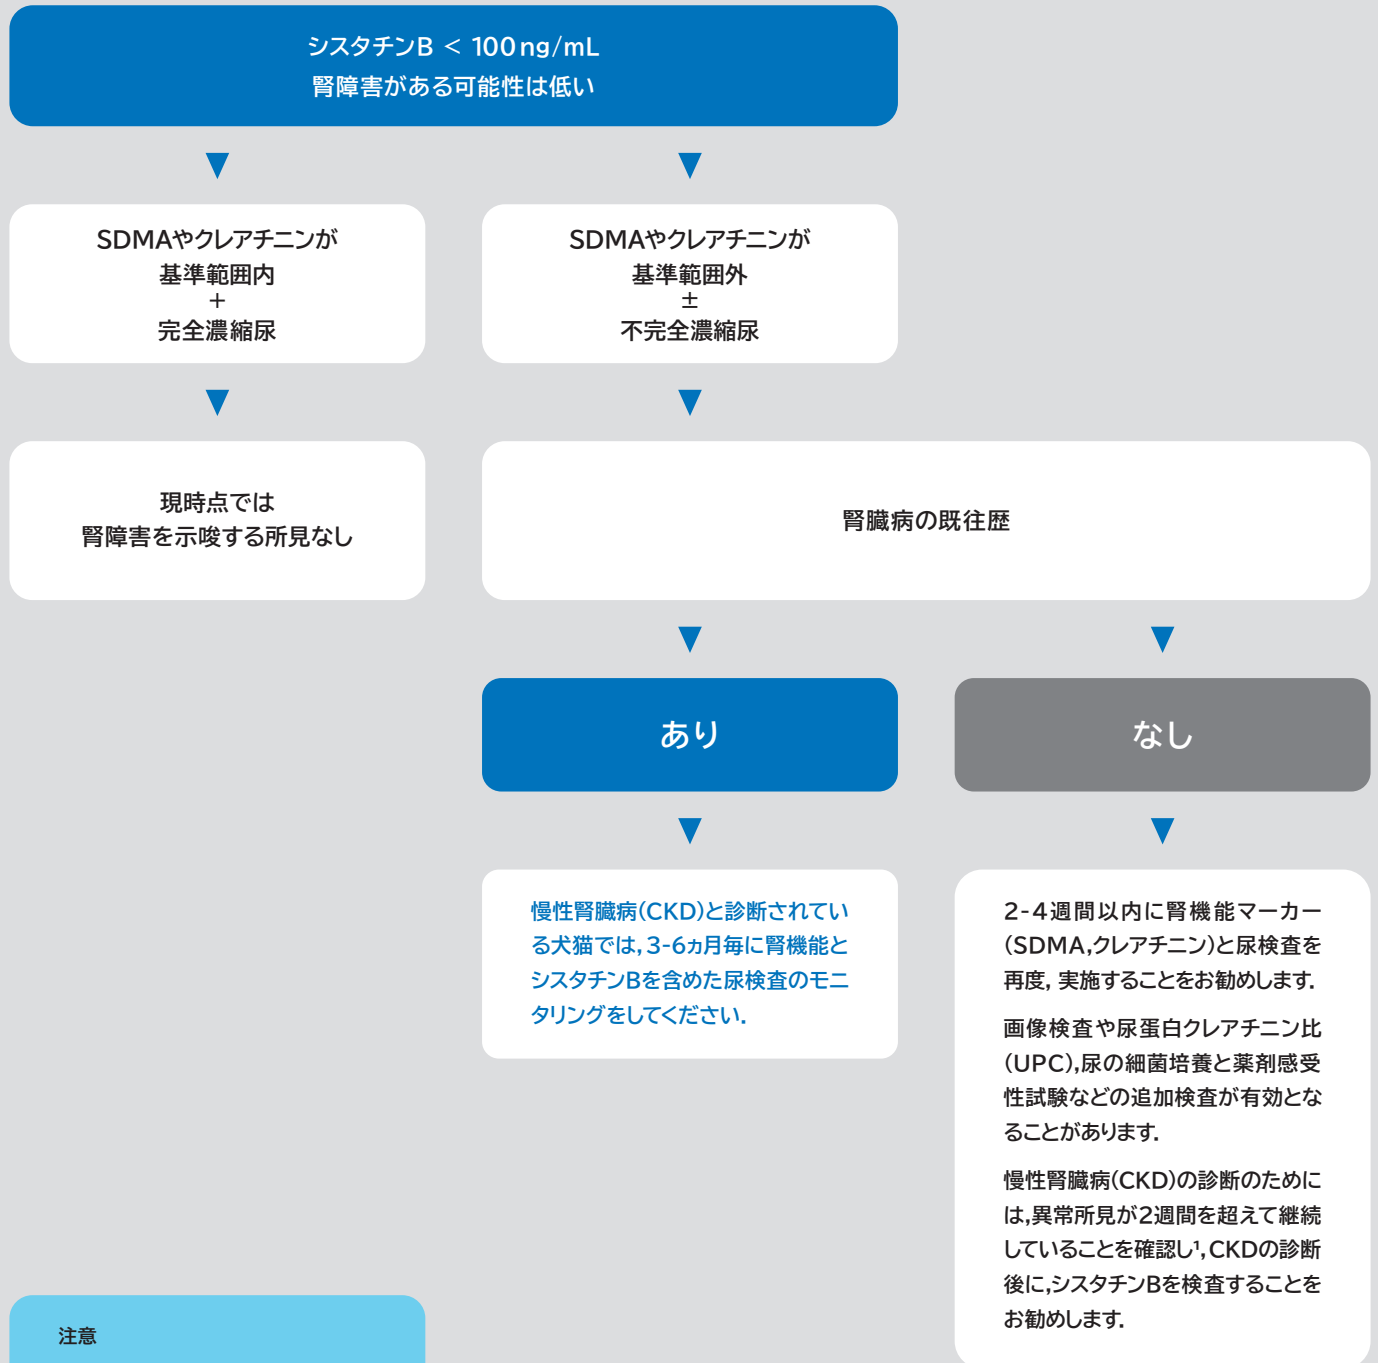 シスタチンB < 100ng/mL
腎障害がある可能性は低い
SDMAやクレアチニンが
基準範囲内
+
完全濃縮尿
SDMAやクレアチニンが
基準範囲外
±
不完全濃縮尿
現時点では
腎障害を示唆する所見なし
腎臓病の既往歴
あり
なし
慢性腎臓病(CKD)と診断されてい
る犬猫では,3-6ヵ月毎に腎機能と
シスタチンBを含めた尿検査のモニ
タリングをしてください.
2-4週間以内に腎機能マーカー
(SDMA,クレアチニン)と尿検査を
再度, 実施することをお勧めします.
画像検査や尿蛋白クレアチニン比
(UPC),尿の細菌培養と薬剤感受
性試験などの追加検査が有効とな
ることがあります.
慢性腎臓病(CKD)の診断のために
は,異常所見が2週間を超えて継続
していることを確認し¹,CKDの診断
後に,シスタチンBを検査することを
お勧めします.
注意